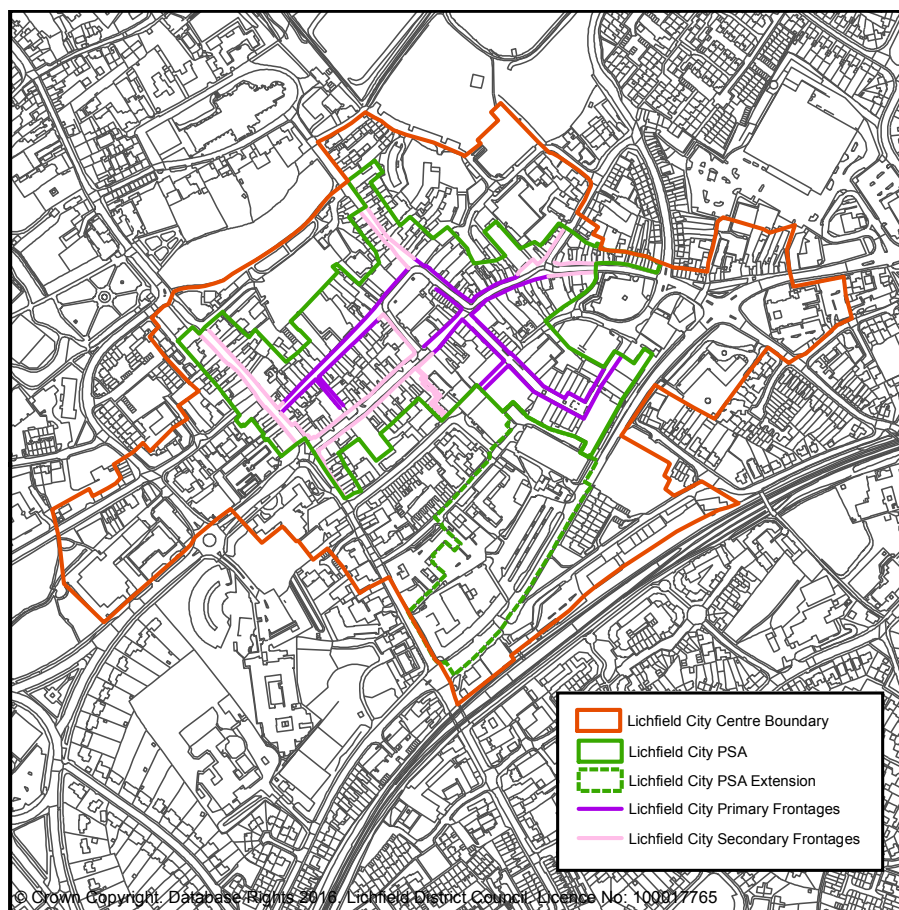 Lichfield City Centre Boundary
Lichfield City PSA
Lichfield City PSA Extension
Lichfield City Primary Frontages
Lichfield City Secondary Frontages
© Crown Copyright. Database Rights 2016. Lichfield District Council. Licence No: 100017765